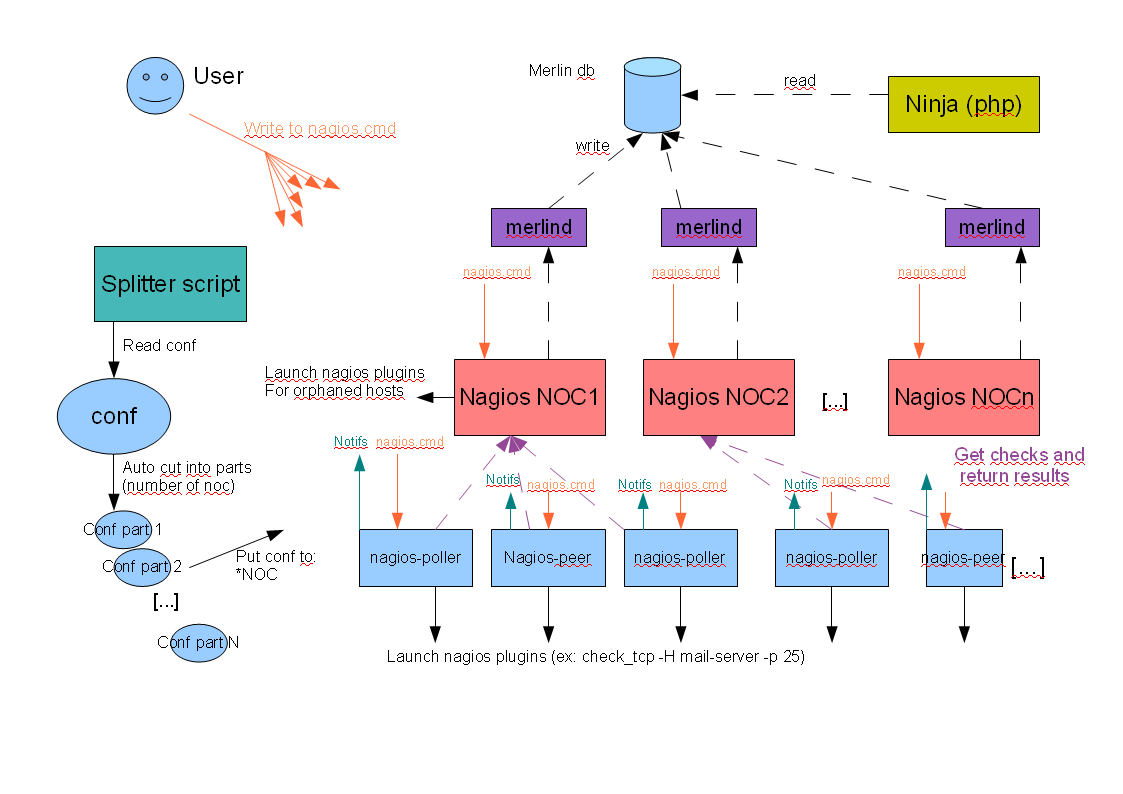 User
Merlin db
read
Ninja (php)
Write to nagios.cmd
write
merlind
merlind
merlind
Splitter script
nagios.cmd
nagios.cmd
nagios.cmd
Read conf
Launch nagios plugins
For orphaned hosts
Nagios NOC1
Nagios NOC2
[...]
Nagios NOCn
conf
Notifs
nagios.cmd
Get checks and
return results
Auto cut into parts
(number of noc)
Notifs
nagios.cmd
Notifs
nagios.cmd
Notifs
nagios.cmd
Conf part 1
Conf part 2
[...]
Conf part N
Put conf to:
*NOC
nagios-poller
Nagios-peer
nagios-poller
nagios-poller
nagios-peer
[...]
Launch nagios plugins (ex: check_tcp -H mail-server -p 25)